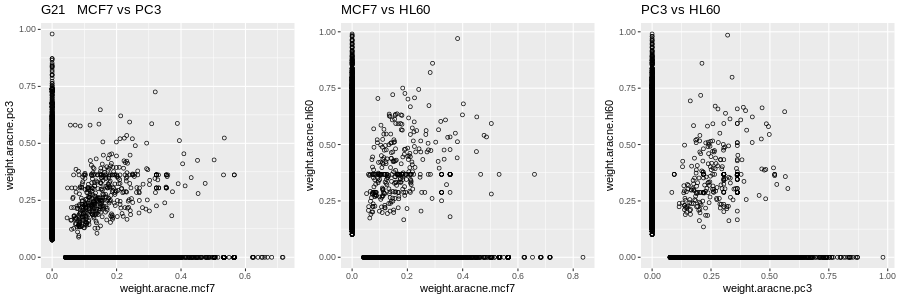 G21 MCF7 vs PC3
1.00
0.75
0.50
0.25
0.00
weight.aracne.pc3
0.0 0.2 0.4 0.6
weight.aracne.mcf7
MCF7 vs HL60
1.00
0.75
0.50
0.25
0.00
weight.aracne.hl60
0.0 0.2 0.4 0.6 0.8
weight.aracne.mcf7
PC3 vs HL60
1.00
0.75
0.50
0.25
0.00
weight.aracne.hl60
0.00 0.25 0.50 0.75 1.00
weight.aracne.pc3